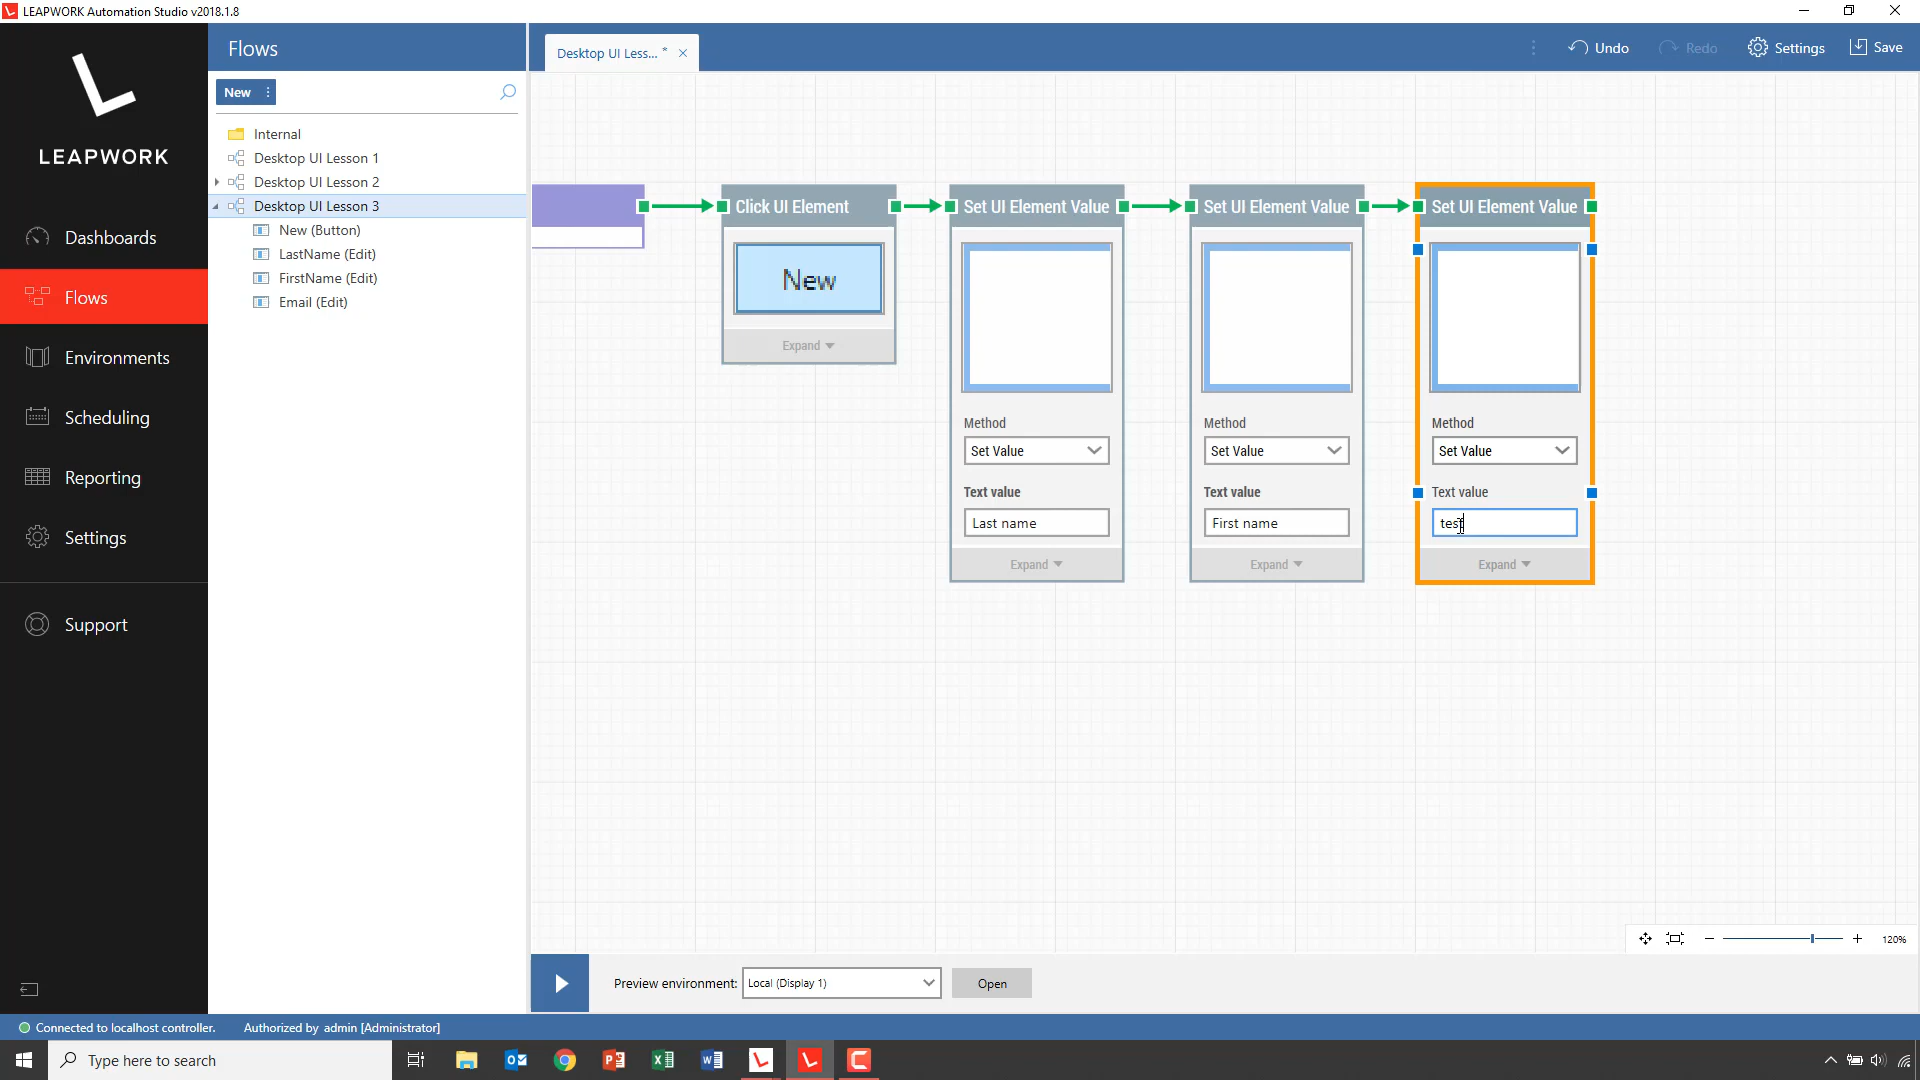 LEAPWORK Automation Studio v2018.1.8
LEAPWORK
Dashboards
Flows
Environments
Scheduling
Reporting
Settings
Support
Flows
New
Internal
Desktop UI Lesson 1
Desktop UI Lesson 2
Desktop UI Lesson 3
New (Button)
LastName (Edit)
FirstName (Edit)
Email (Edit)
Desktop UI Less... *
Undo
Redo
Settings
Save
Click UI Element
New
Expand
Set UI Element Value
Method
Set Value
Text value
Last name
Expand
Set UI Element Value
Method
Set Value
Text value
First name
Expand
Set UI Element Value
Method
Set Value
Text value
test
Expand
120%
Preview environment:
Local (Display 1)
Open
Connected to localhost controller.
Authorized by admin [Administrator]
Type here to search